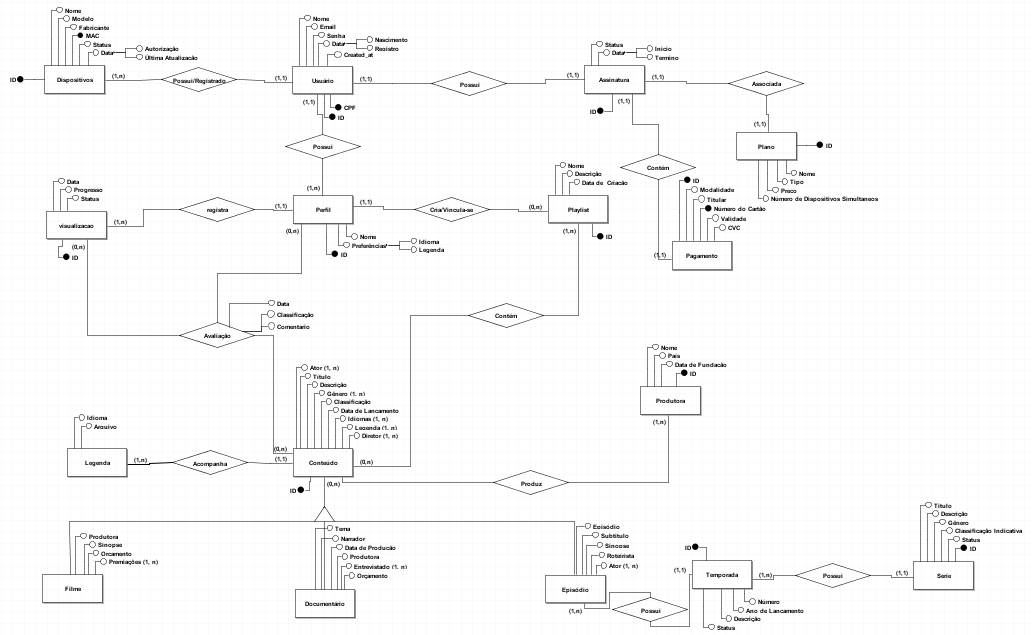 Nome
Modelo
Fabricante
MAC
Status
Data
Autorização
Última Atualização
ID
Dispositivos
(1,n)
Possui/Registrado
(1,1)
Nome
Email
Senha
Data
Nascimento
Registro
Created_at
Usuário
(1,1)
(1,1)
CPF
ID
Possui
(1,1)
Status
Data
Inicio
Termino
Assinatura
(1,1)
ID
(1,1)
Associada
(1,1)
Plano
ID
Nome
Tipo
Preco
Número de Dispositivos Simultaneos
Possui
(1,n)
Contém
ID
Modalidade
Titular
Número do Cartão
Validade
CVC
(1,1)
Pagamento
Data
Progresso
Status
visualizacao
(1,n)
(0,n)
ID
registra
(1,1)
Perfil
(1,1)
(0,n)
Nome
Preferências
Idioma
Legenda
ID
Cria/Vincula-se
(0,n)
Nome
Descrição
Data de Criação
Playlist
(1,n)
ID
Data
Classificação
Comentario
Avaliação
Contém
Nome
País
Data de Fundação
ID
Produtora
(1,n)
Ator (1, n)
Título
Descrição
Gênero (1, n)
Classificação
Data de Lancamento
Idiomas (1, n)
Legenda (1, n)
Diretor (1, n)
Idioma
Arquivo
Legenda
(1,n)
Acompanha
(0,n)
(1,1)
Conteúdo
(0,n)
ID
(0,n)
Produz
Produtora
Sinopse
Orcamento
Premiações (1, n)
Filme
Tema
Narrador
Data de Producão
Produtora
Entrevistado (1, n)
Orçamento
Documentário
Episódio
Subtítulo
Sinopse
Roteirista
Ator (1, n)
Episódio
(1,n)
Possui
(1,1)
ID
Temporada
(1,n)
Número
Ano de Lancamento
Descrição
Status
Possui
(1,1)
Título
Descrição
Género
Classificação Indicativa
Status
ID
Serie